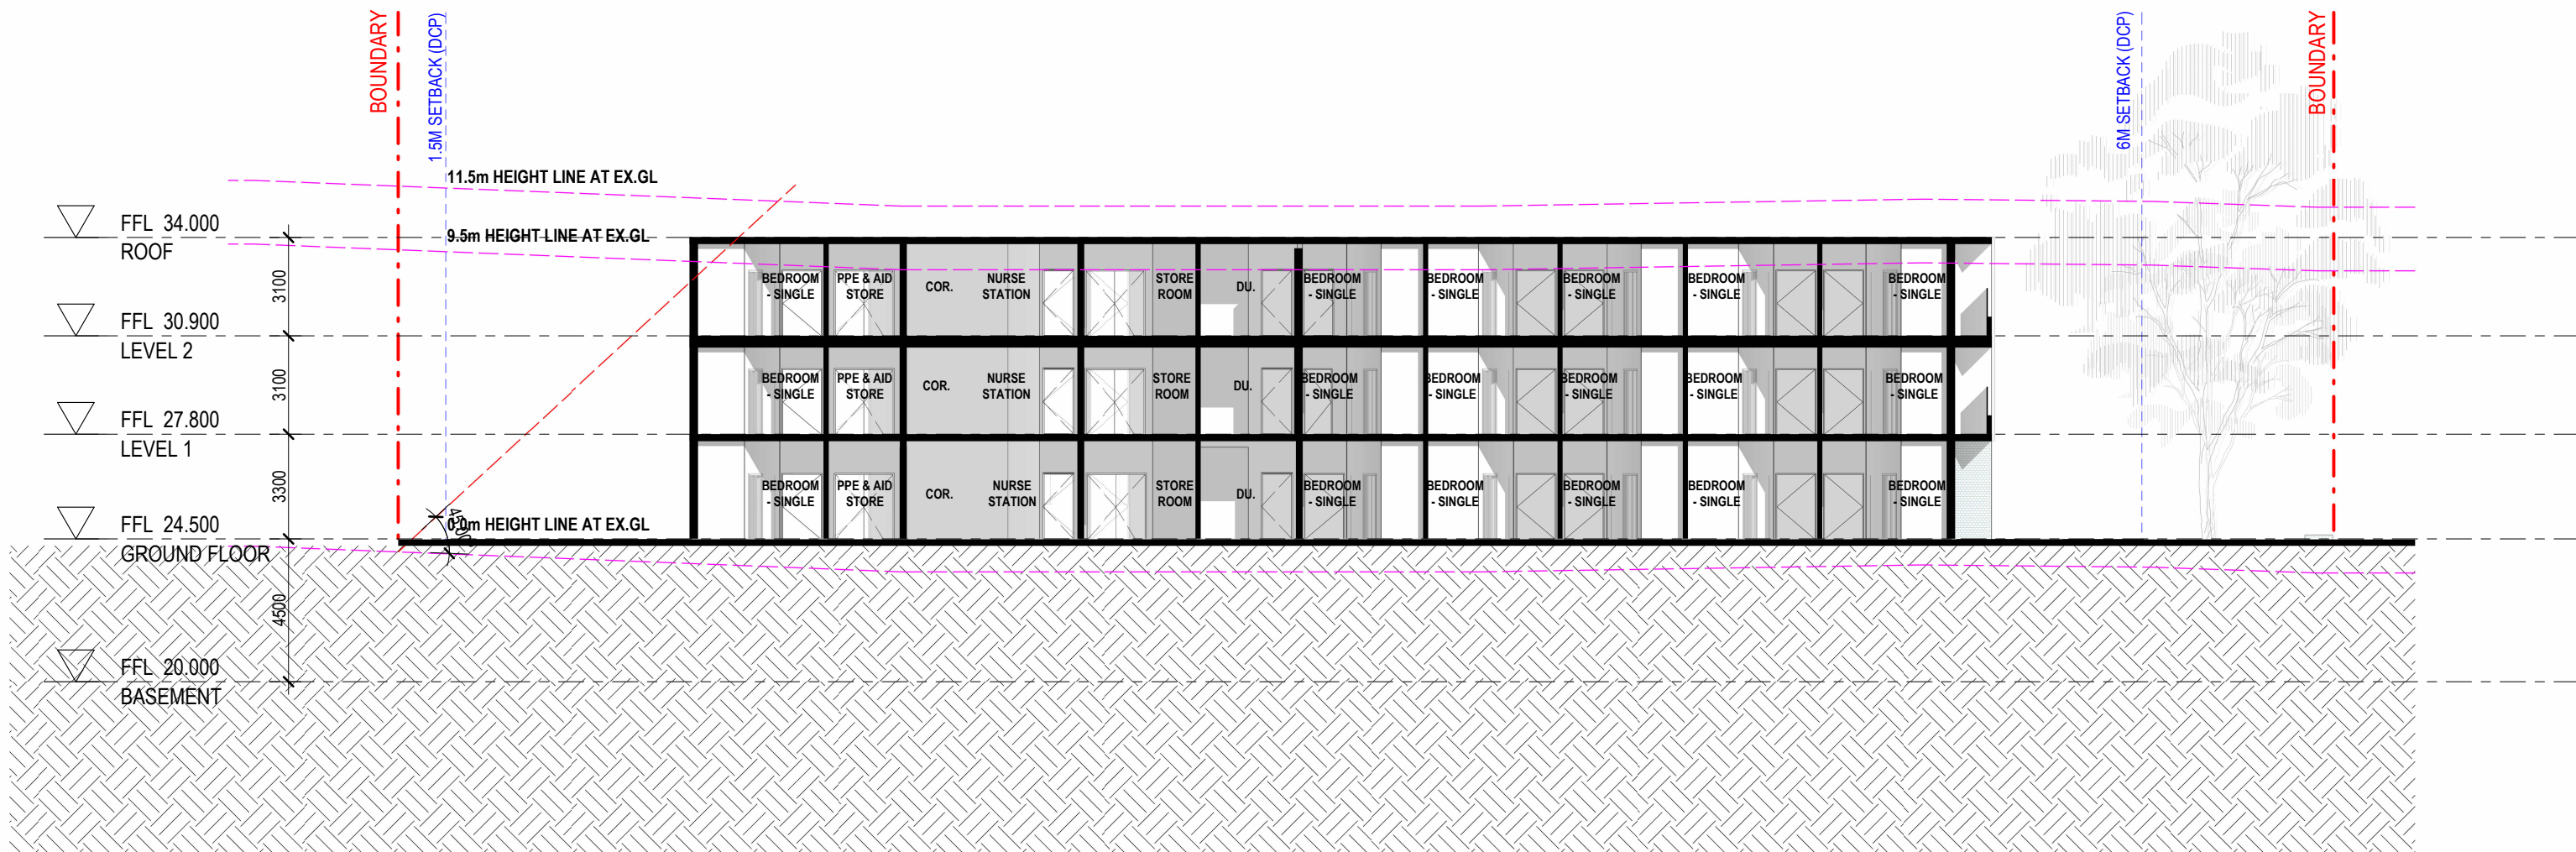 BOUNDARY
1.5M SETBACK (DCP)
6M SETBACK (DCP)
BOUNDARY
11.5m HEIGHT LINE AT EX.GL
FFL 34.000
ROOF
9.5m HEIGHT LINE AT EX.GL
3100
BEDROOM
- SINGLE
PPE & AID
STORE
COR.
NURSE
STATION
STORE
ROOM
DU.
BEDROOM
- SINGLE
BEDROOM
- SINGLE
BEDROOM
- SINGLE
BEDROOM
- SINGLE
BEDROOM
- SINGLE
FFL 30.900
LEVEL 2
3100
BEDROOM
- SINGLE
PPE & AID
STORE
COR.
NURSE
STATION
STORE
ROOM
DU.
BEDROOM
- SINGLE
BEDROOM
- SINGLE
BEDROOM
- SINGLE
BEDROOM
- SINGLE
BEDROOM
- SINGLE
FFL 27.800
LEVEL 1
3300
BEDROOM
- SINGLE
PPE & AID
STORE
COR.
NURSE
STATION
STORE
ROOM
DU.
BEDROOM
- SINGLE
BEDROOM
- SINGLE
BEDROOM
- SINGLE
BEDROOM
- SINGLE
BEDROOM
- SINGLE
FFL 24.500
GROUND FLOOR
0.0m HEIGHT LINE AT EX.GL
4500
FFL 20.000
BASEMENT